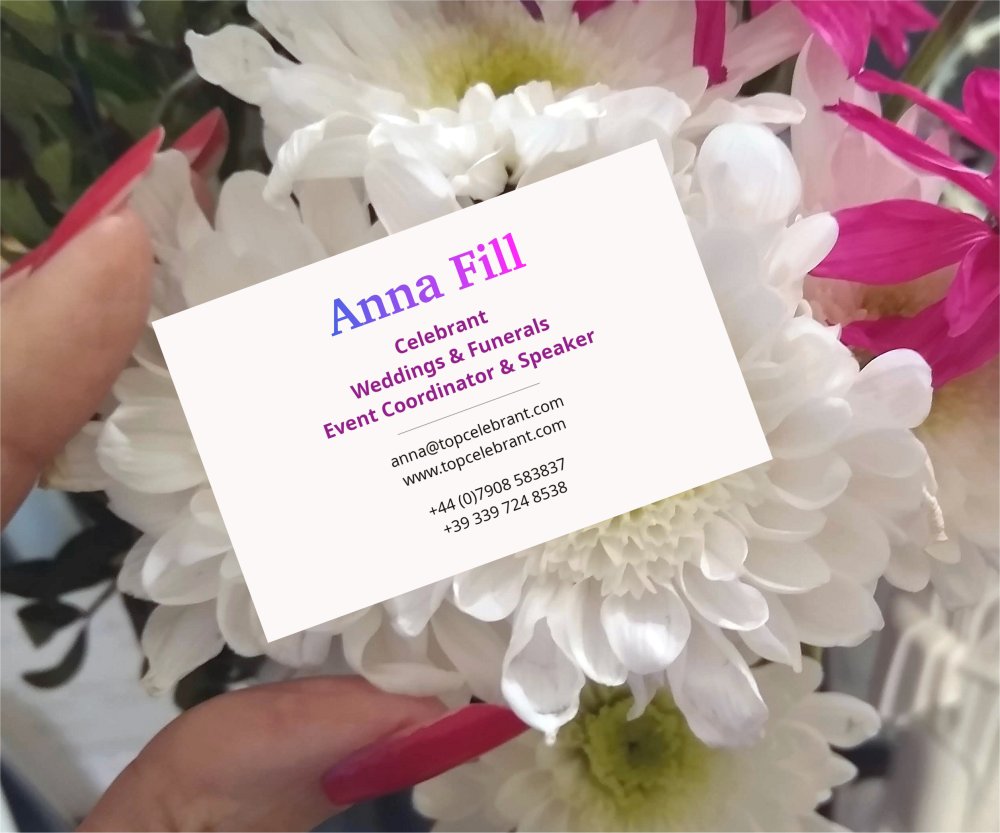 Anna Fill
Celebrant
Weddings & Funerals
Event Coordinator & Speaker
anna@topcelebrant.com
www.topcelebrant.com
+44 (0)7908 583837
+39 339 724 8538